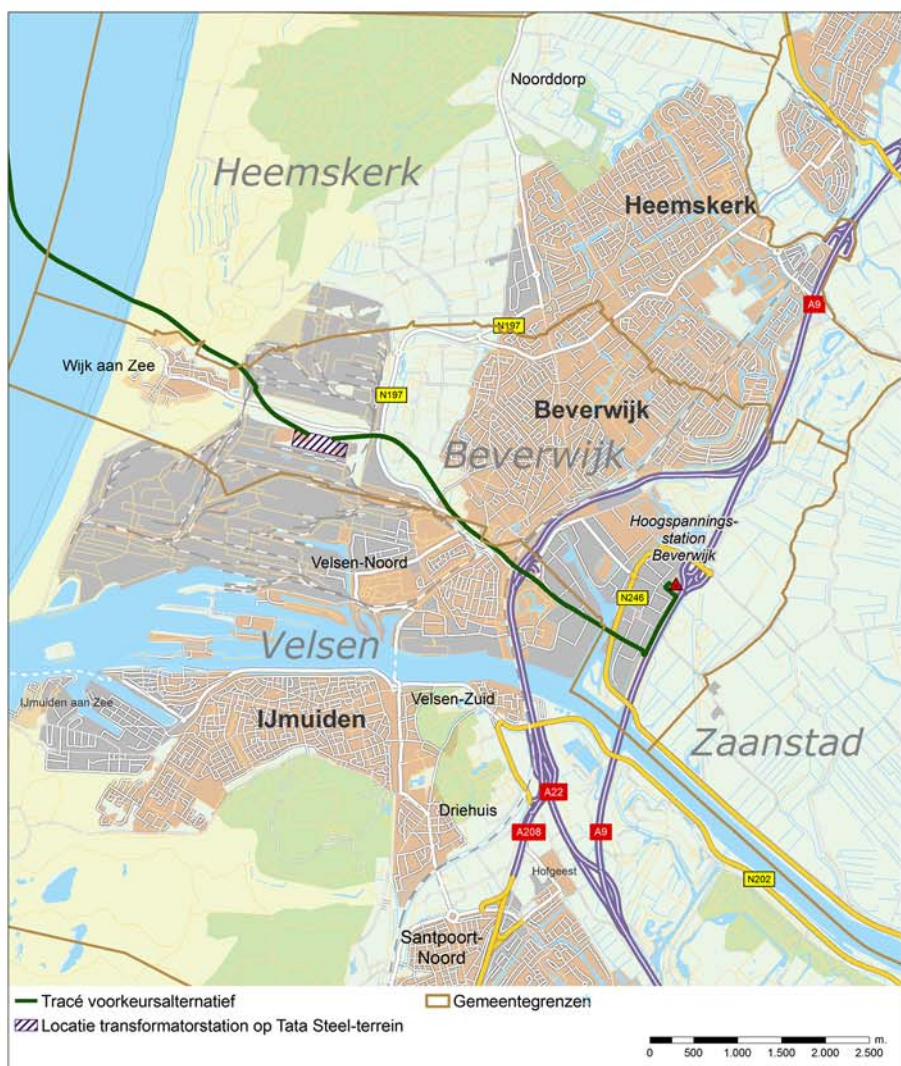 Noorddorp
Heemskerk
Heemskerk
A9
N197
Wijk aan Zee
N197
Beverwijk
Beverwijk
Hoogspannings-
station
Beverwijk
Velsen-Noord
N246
Velsen
IJmuiden aan Zee
Velsen-Zuid
IJmuiden
Zaanstad
A22
Driehuis
A208
A9
Hofgeest
N202
Santpoort-
Noord
Tracé voorkeursalternatief
Gemeentegrenzen
Locatie transformatorstation op Tata Steel-terrein
m.
0 500 1.000 1.500 2.000 2.500